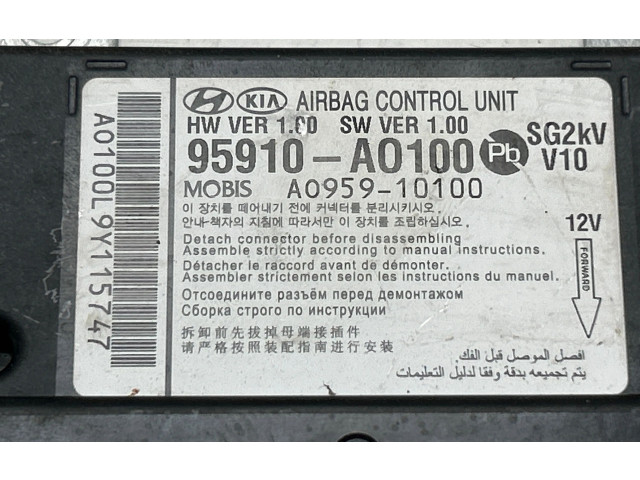 HYUNDAI KIA AIRBAG CONTROL UNIT
HW VER 1.00 SW VER 1.00
95910-A0100 Pb SG2kV V10
MOBIS A0959-10100
이 장치를 떼어내기 전에 커넥터를 분리시키시오.
안내-책자의 지침에 따라서만 이 장치를 조립하십시오.
12V
Detach connector before disassembling
Assemble strictly according to manual instructions.
Détacher le raccord avant de démonter.
Assembler strictement selon les instructions du manuel.
FORWARD
Отсоедините разъём перед демонтажом
Сборка строго по инструкции
拆卸前先拔掉母端接插件
请严格按照装配指南进行安装
افصل الموصل قبل الفك.
يتم تجميعه بدقة وفقا لدليل التعليمات
A0100L9Y115747